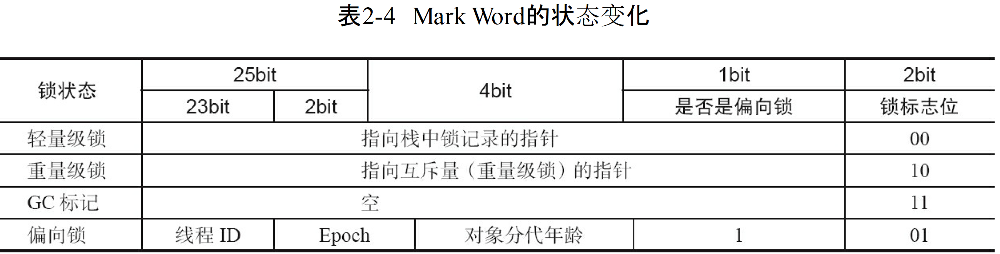 表2-4 Mark Word的状态变化
锁状态 25bit 4bit 1bit 2bit
23bit 2bit 是否是偏向锁 锁标志位
轻量级锁 指向栈中锁记录的指针 00
重量级锁 指向互斥量（重量级锁）的指针 10
GC 标记 空 11
偏向锁 线程 ID Epoch 对象分代年龄 1 01